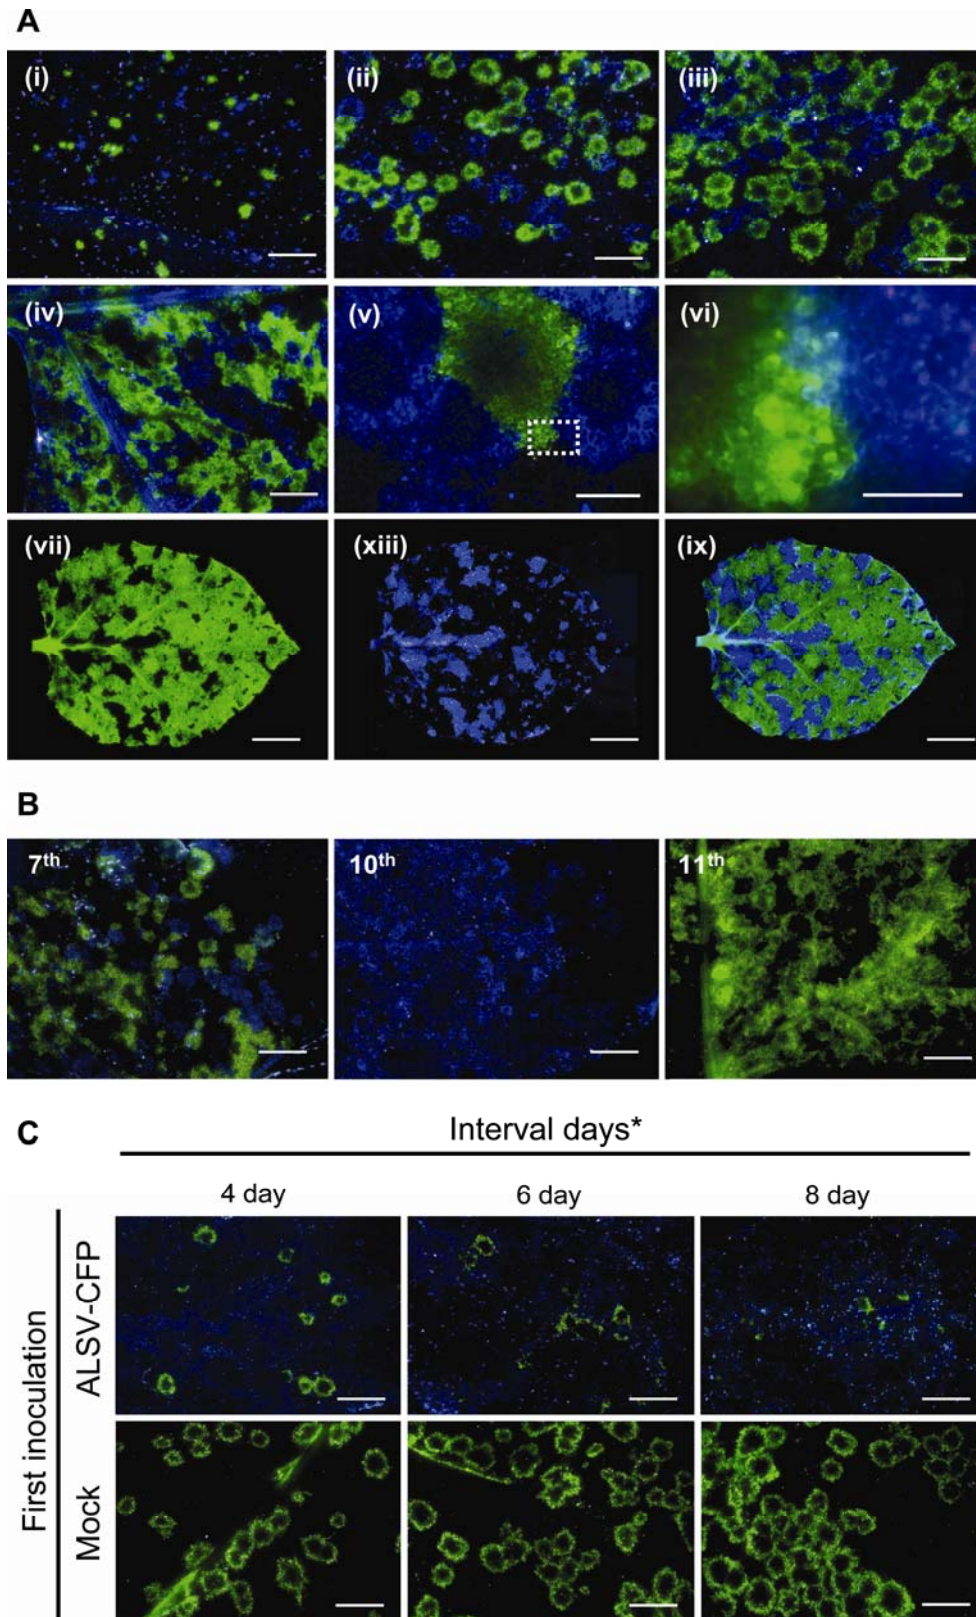 A
(i)
(ii)
(iii)
(iv)
(v)
(vi)
(vii)
(xiii)
(ix)
B
7th
10th
11th
C
Interval days*
4 day
6 day
8 day
First inoculation
ALSV-CFP
Mock